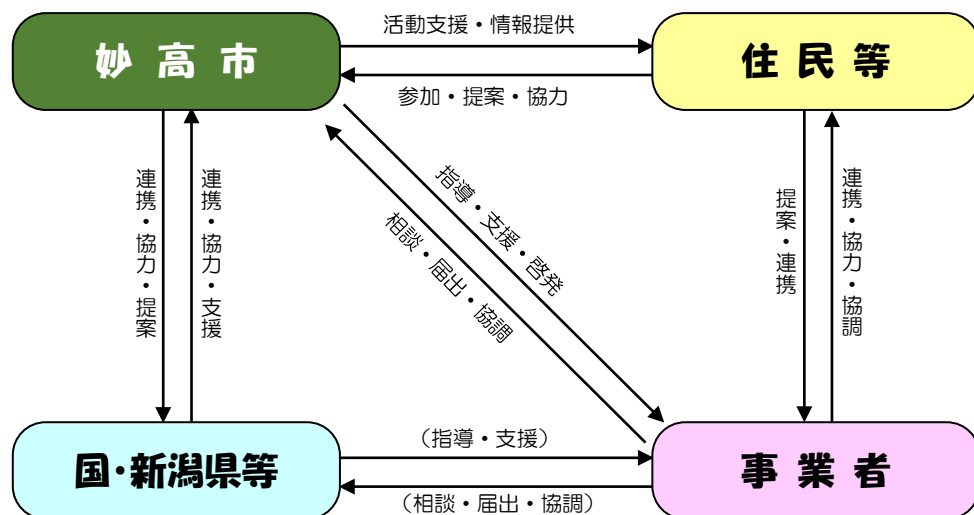 妙高市
活動支援・情報提供
住民等
参加・提案・協力
連携・協力・提案
連携・協力・支援
指導・支援・啓発
相談・届出・協調
提案・連携
連携・協力・協調
国・新潟県等
（指導・支援）
事業者
（相談・届出・協調）